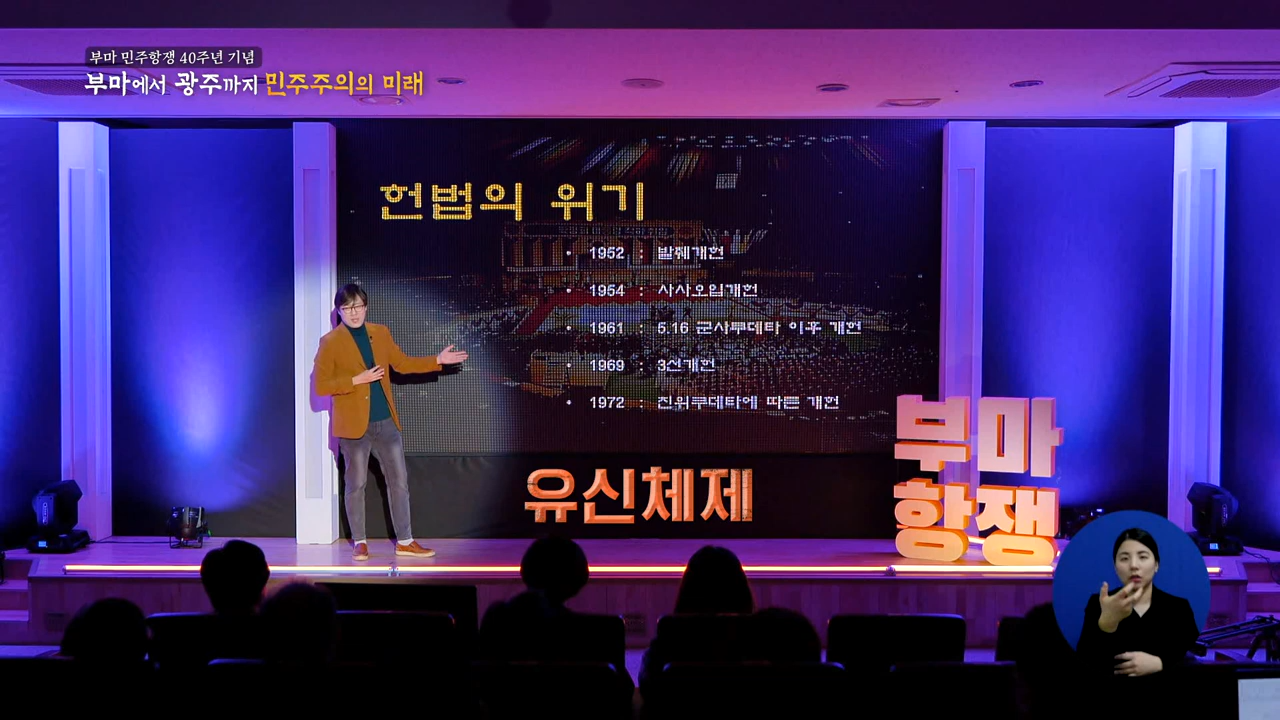 부마 민주항쟁 40주년 기념
부마에서 광주까지 민주주의의 미래
헌법의 위기
• 1952 : 발췌개헌
• 1954 : 사사오입개헌
• 1961 : 5.16 군사쿠데타 이후 개헌
• 1969 : 3선개헌
• 1972 : 친위쿠데타에 따른 개헌
유신체제
부마
항쟁